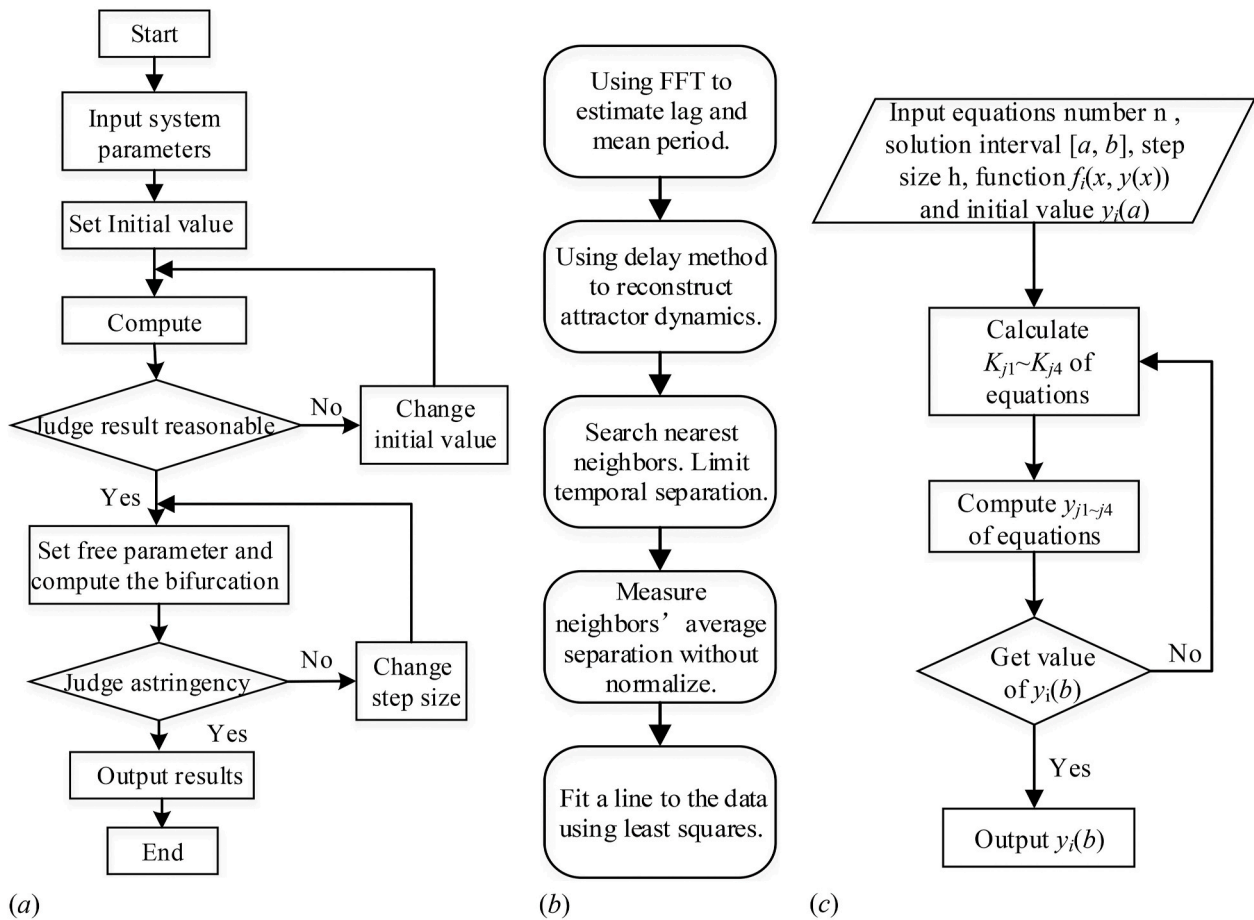 Start
Input system
parameters
Set Initial value
Compute
Judge result reasonable
No
Change
initial value
Yes
Set free parameter and
compute the bifurcation
Judge astringency
No
Change
step size
Yes
Output results
End
(a)
Using FFT to
estimate lag and
mean period.
Using delay method
to reconstruct
attractor dynamics.
Search nearest
neighbors. Limit
temporal separation.
Measure
neighbors’ average
separation without
normalize.
Fit a line to the data
using least squares.
(b)
Input equations number n ,
solution interval [a, b], step
size h, function fi(x, y(x))
and initial value yi(a)
Calculate
Kj1~Kj4 of
equations
Compute yj1~j4
of equations
Get value
of yi(b)
No
Yes
Output yi(b)
(c)